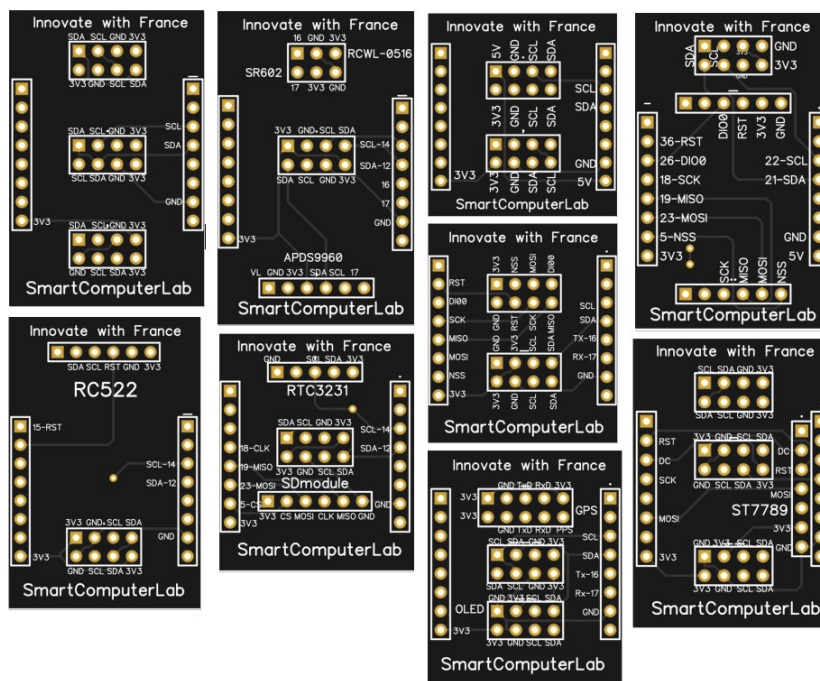 Innovate with France
SDA SCL GND 3V3
3V3 GND SCL SDA
SCL
SDA SCL GND 3V3
SDA
SCL SDA GND 3V3
GND
3V3
SDA SCL GND 3V3
GND SCL SDA 3V3
SmartComputerLab
Innovate with France
16 GND 3V3
RCWL-0516
SR602
17 3V3 GND
3V3 GND SCL SDA
SCL-14
SDA-12
SDA SCL GND 3V3
16
17
GND
APDS9960
VL GND 3V3 SDA SCL 17
SmartComputerLab
Innovate with France
5V GND SCL SDA
SCL
SDA
3V3 GND SCL SDA
GND
3V3
5V
3V3 GND SDA SCL
SmartComputerLab
Innovate with France
SDA SCL
GND
3V3
DIO0 RST 3V3 GND
36-RST
26-DIO0
22-SCL
18-SCK
21-SDA
19-MISO
23-MOSI
5-NSS
GND
3V3
5V
SCK MISO MOSI NSS
SmartComputerLab
Innovate with France
SDA SCL RST GND 3V3
RC522
15-RST
SCL-14
SDA-12
3V3 GND SCL SDA
GND
3V3
GND SCL SDA 3V3
SmartComputerLab
Innovate with France
GND SCL SDA 3V3
RTC3231
SCL-14
SDA SCL GND 3V3
18-CLK
SDA-12
19-MISO
3V3 GND SCL SDA
23-MOSI
SDmodule
5-CS
GND
3V3
3V3 CS MOSI CLK MISO GND
SmartComputerLab
Innovate with France
3V3 NSS MOSI DIO0
RST
DIO0
SCL
SCK
SDA
GND 3V3 RST SCK MISO
MISO
TX-16
SCL SDA
MOSI
RX-17
NSS
GND
3V3
3V3 GND SCL SDA
Innovate with France
GND TxD RxD 3V3
3V3
GPS
3V3
GND TxD RxD PPS
SCL
SCL SDA GND 3V3
SDA
Tx-16
SDA SCL GND 3V3
Rx-17
GND 3V3 SCL SDA
OLED
GND
3V3
3V3 GND SCL SDA
SmartComputerLab
Innovate with France
SCL SDA GND 3V3
RST
3V3 GND SCL SDA
DC
DC
RST
SCK
SCL SDA GND 3V3
MOSI
ST7789
MOSI
3V3
GND 3V3 SCL SDA
GND
3V3
3V3 GND SCL SDA
SmartComputerLab